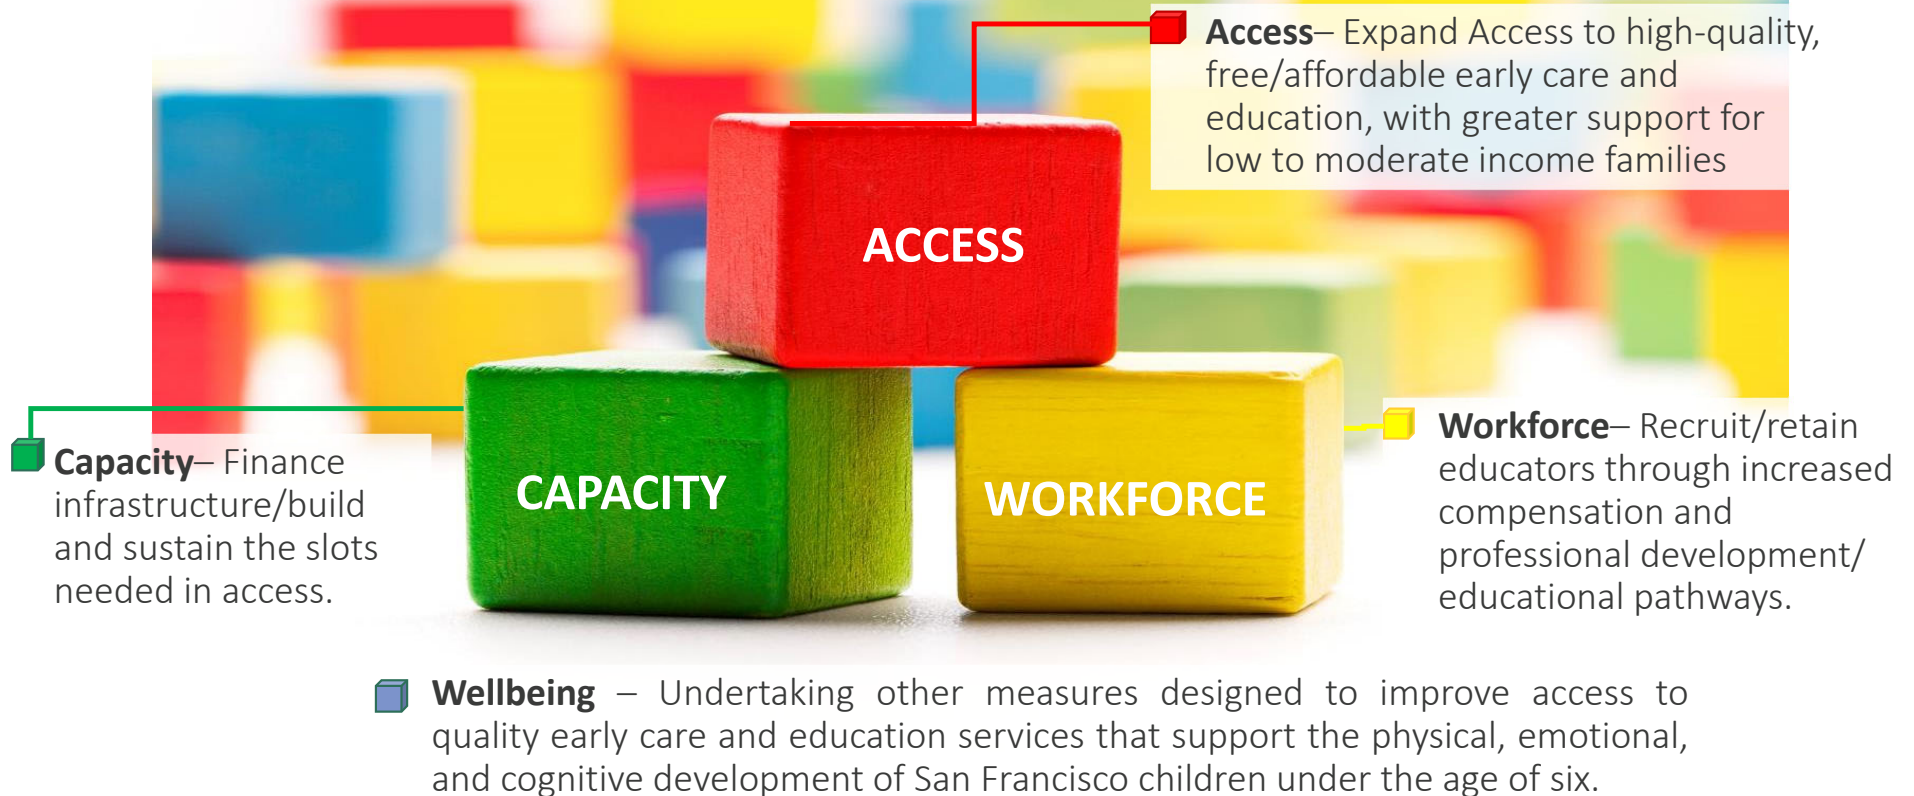 Access– Expand Access to high-quality,
free/affordable early care and
education, with greater support for
low to moderate income families
ACCESS
CAPACITY
WORKFORCE
Capacity– Finance
infrastructure/build
and sustain the slots
needed in access.
Workforce– Recruit/retain
educators through increased
compensation and
professional development/
educational pathways.
Wellbeing – Undertaking other measures designed to improve access to
quality early care and education services that support the physical, emotional,
and cognitive development of San Francisco children under the age of six.